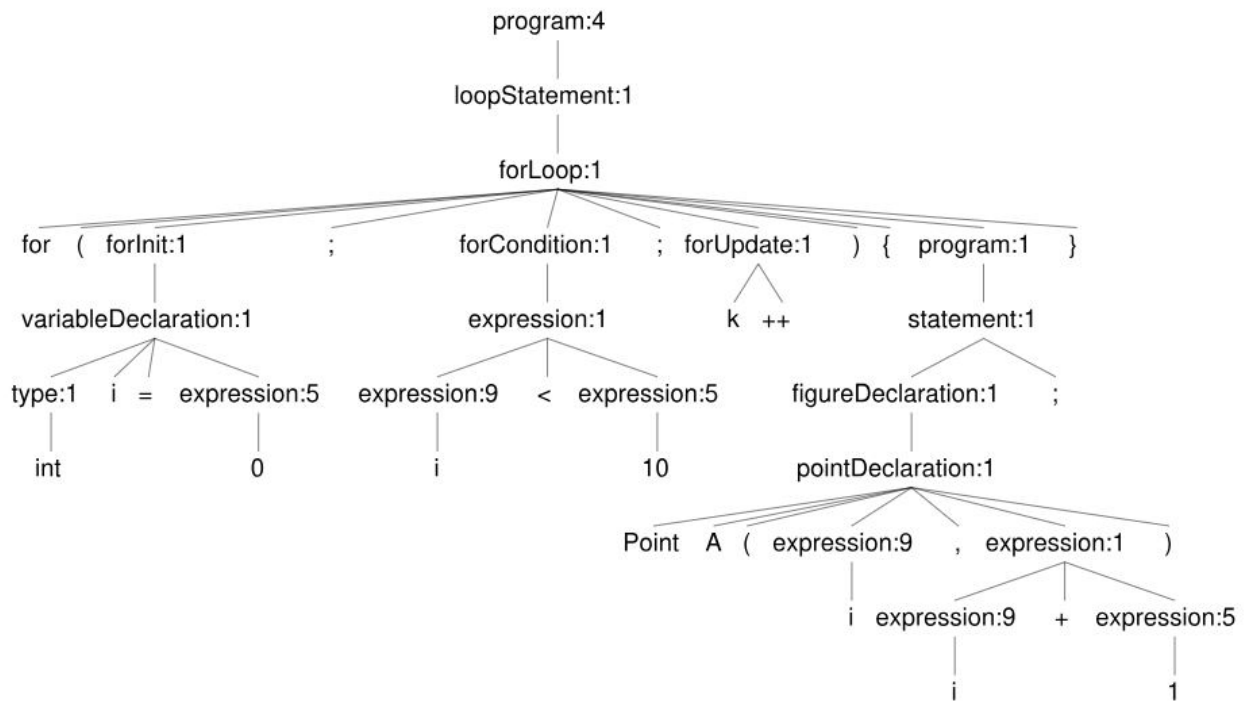 program:4
loopStatement:1
forLoop:1
for ( forInit:1 ; forCondition:1 ; forUpdate:1 ) { program:1 }
variableDeclaration:1 expression:1 k ++ statement:1
type:1 i = expression:5 expression:9 < expression:5 figureDeclaration:1 ;
int 0 i 10 pointDeclaration:1
Point A ( expression:9 , expression:1 )
i expression:9 + expression:5
i 1